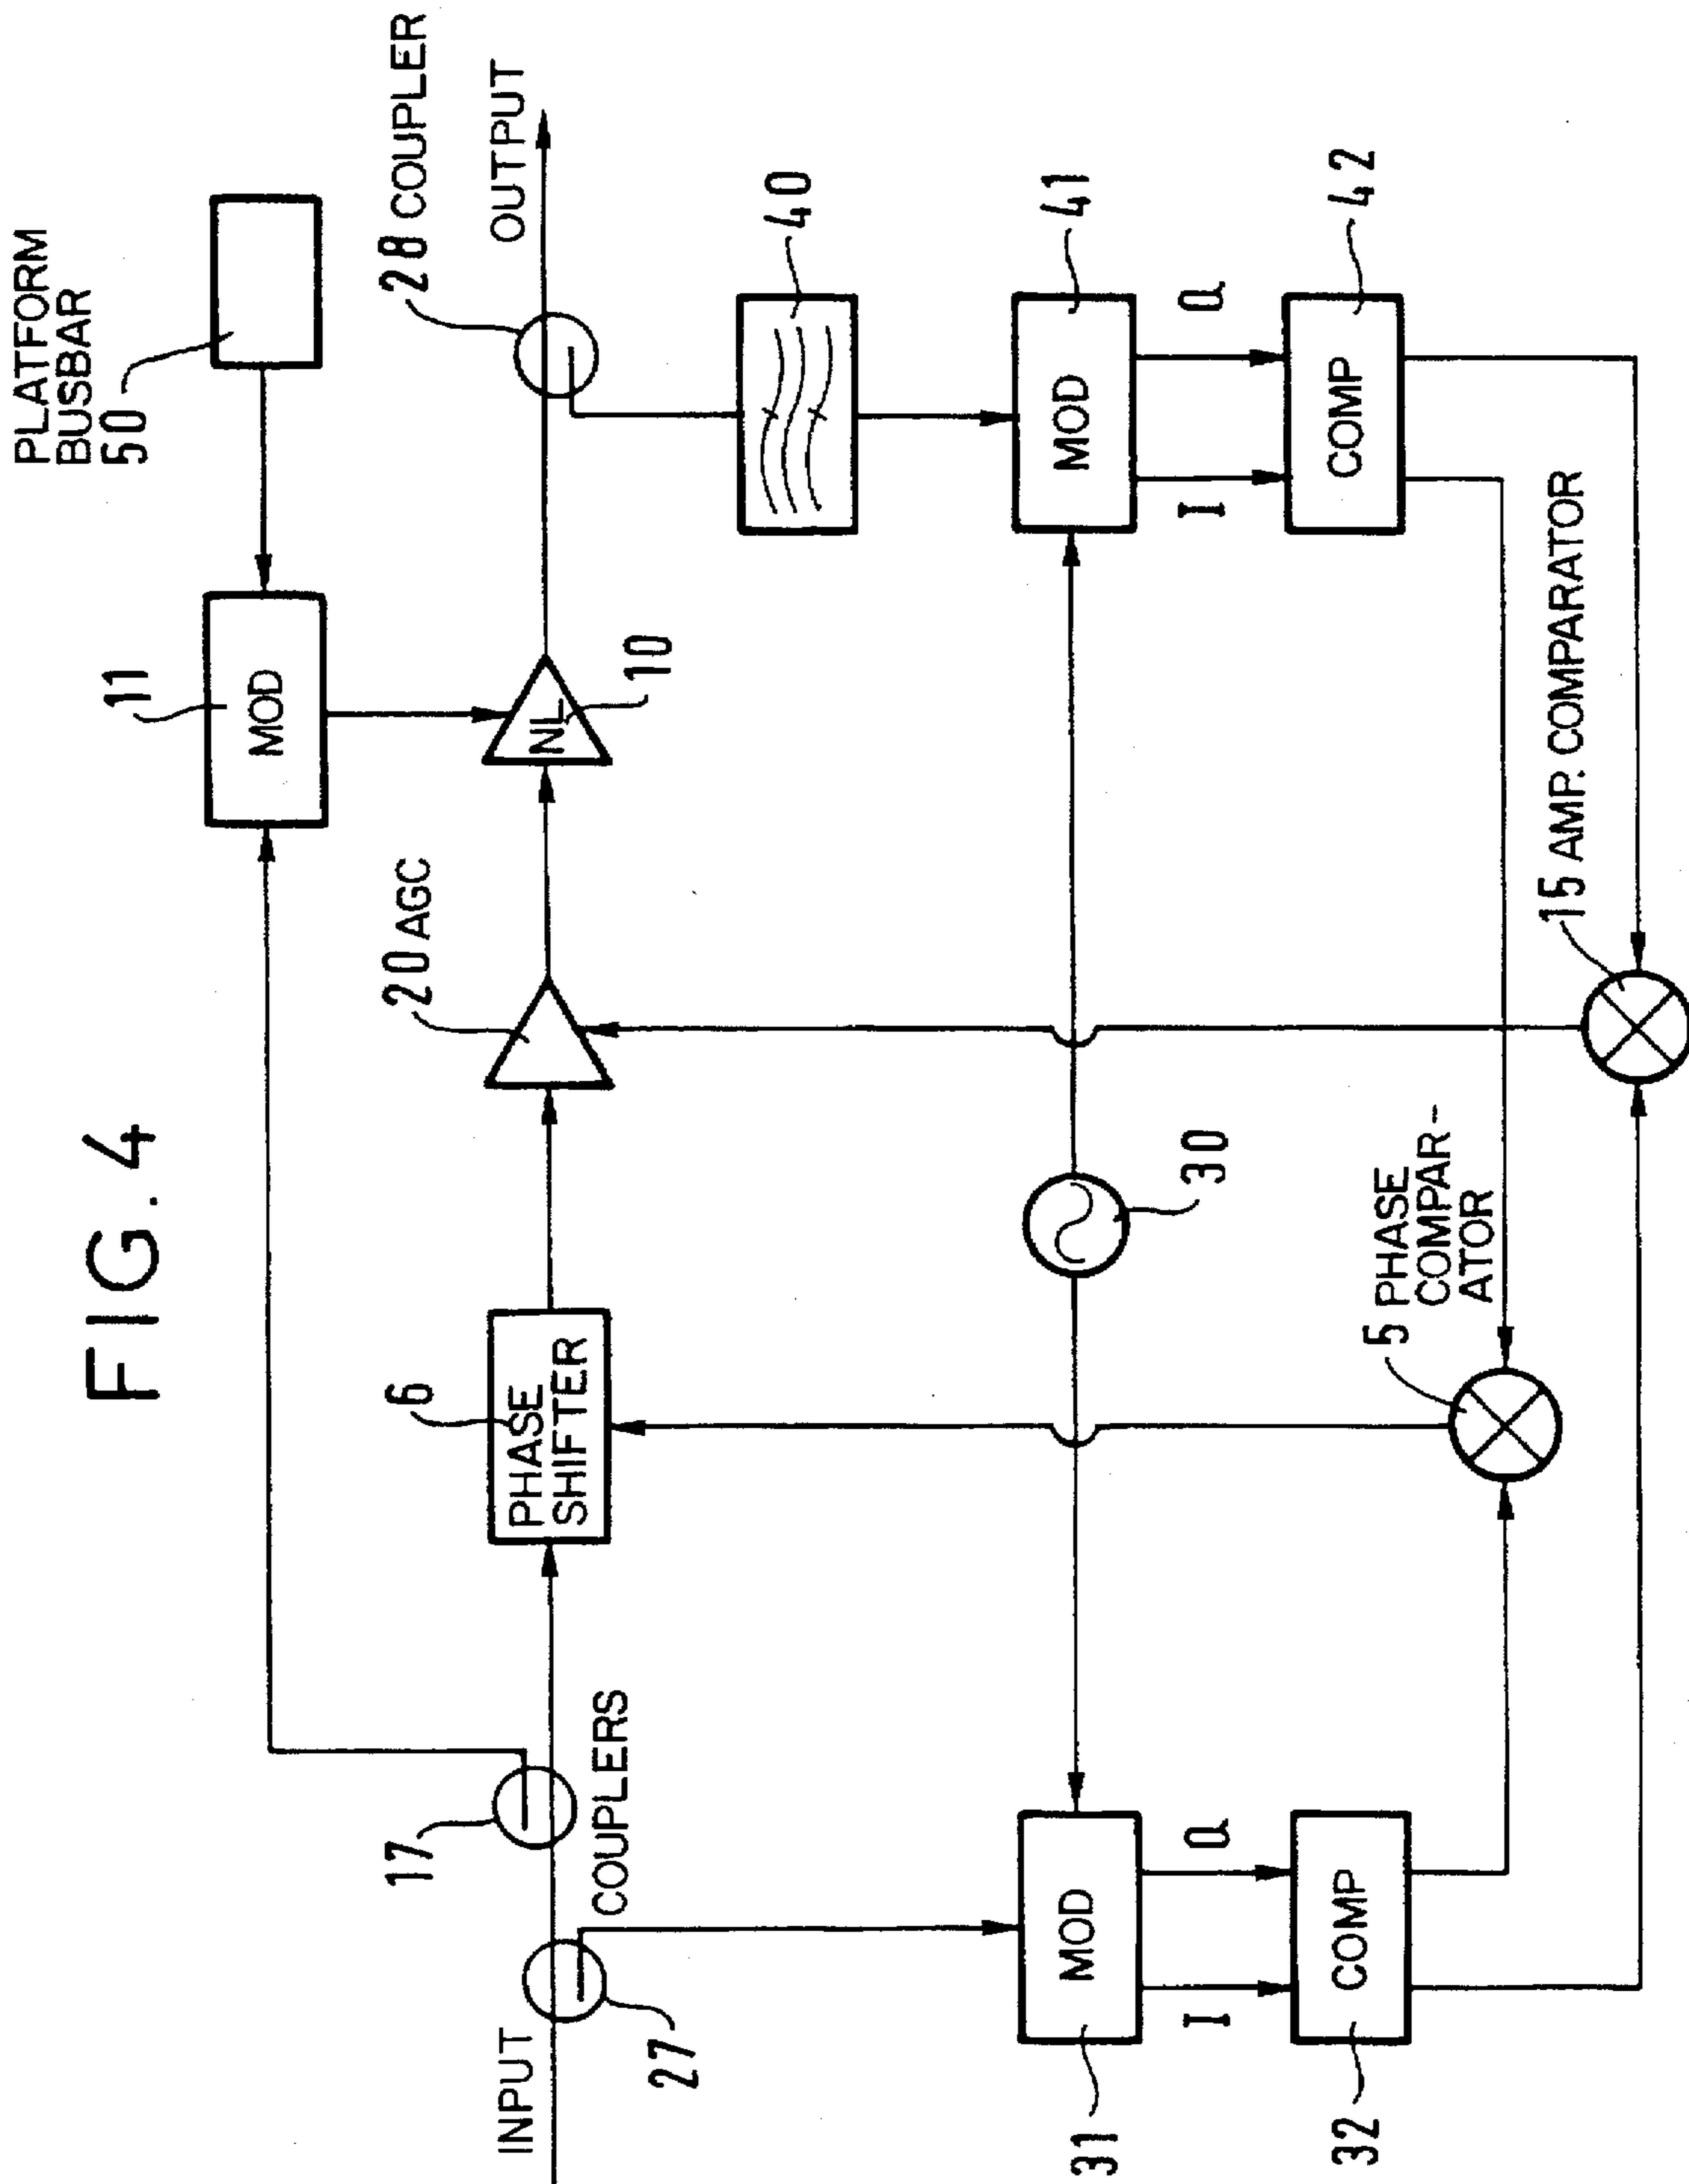 FIG. 4
PLATFORM
BUSBAR
50
11
MOD
17
6
PHASE
SHIFTER
20 AGC
NL
10
28 COUPLER
INPUT
OUTPUT
COUPLERS
27
40
30
31
MOD
MOD
41
I
Q
I
Q
32
COMP
COMP
42
5 PHASE
COMPAR-
ATOR
15 AMP. COMPARATOR